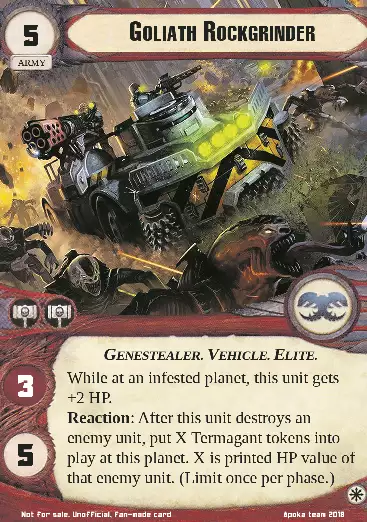 5
Goliath Rockgrinder
ARMY
Genestealer. Vehicle. Elite.
3
While at an infested planet, this unit gets
+2 HP.
Reaction: After this unit destroys an
enemy unit, put X Termagant tokens into
play at this planet. X is printed HP value of
that enemy unit. (Limit once per phase.)
5
Not for sale. Unofficial. Fan-made card
Apoka team 2018